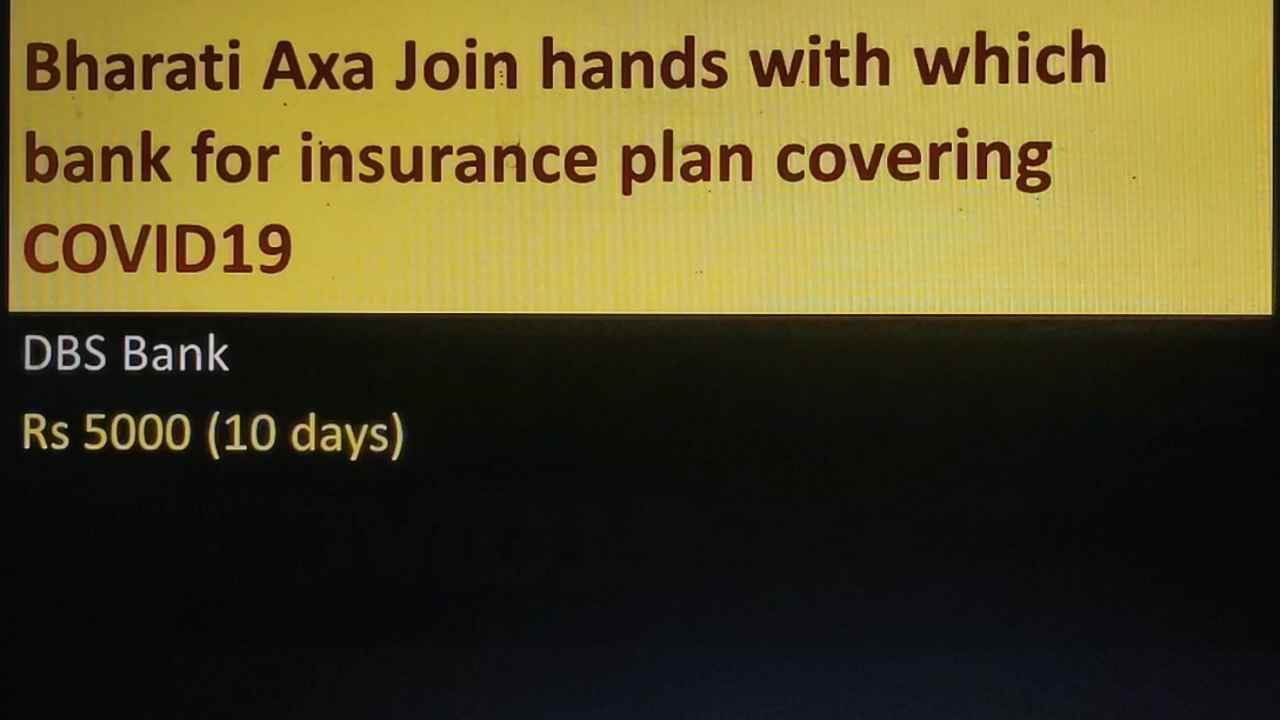 Bharati Axa Join hands with which
bank for insurance plan covering
COVID19
DBS Bank
Rs 5000 (10 days)